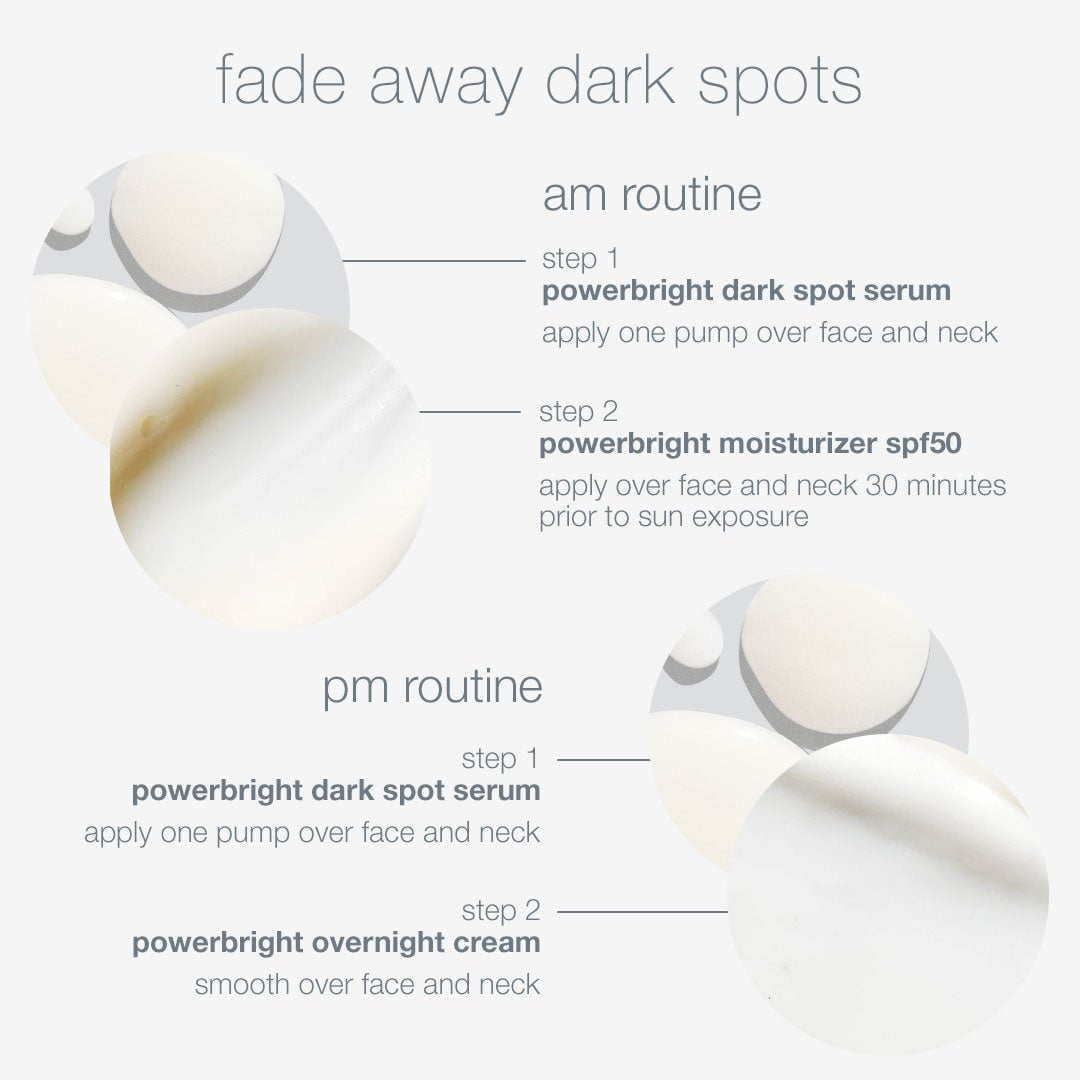 fade away dark spots
am routine
step 1
powerbright dark spot serum
apply one pump over face and neck
step 2
powerbright moisturizer spf50
apply over face and neck 30 minutes
prior to sun exposure
pm routine
step 1
powerbright dark spot serum
apply one pump over face and neck
step 2
powerbright overnight cream
smooth over face and neck